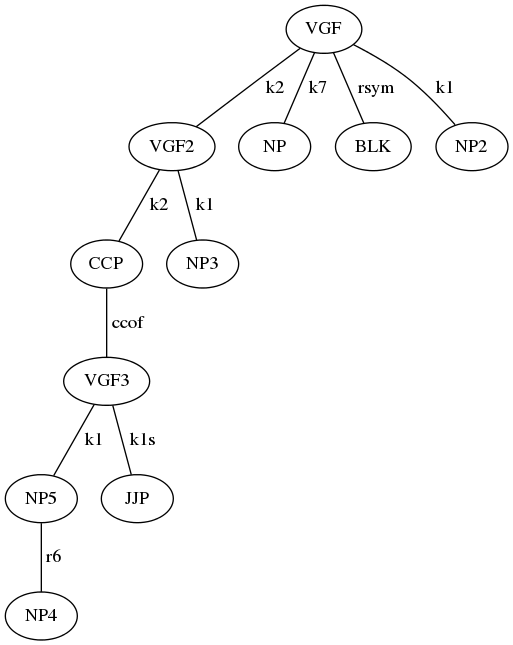 VGF
k2 k7 rsym k1
VGF2 NP BLK NP2
k2 k1
CCP NP3
ccof
VGF3
k1 k1s
NP5 JJP
r6
NP4